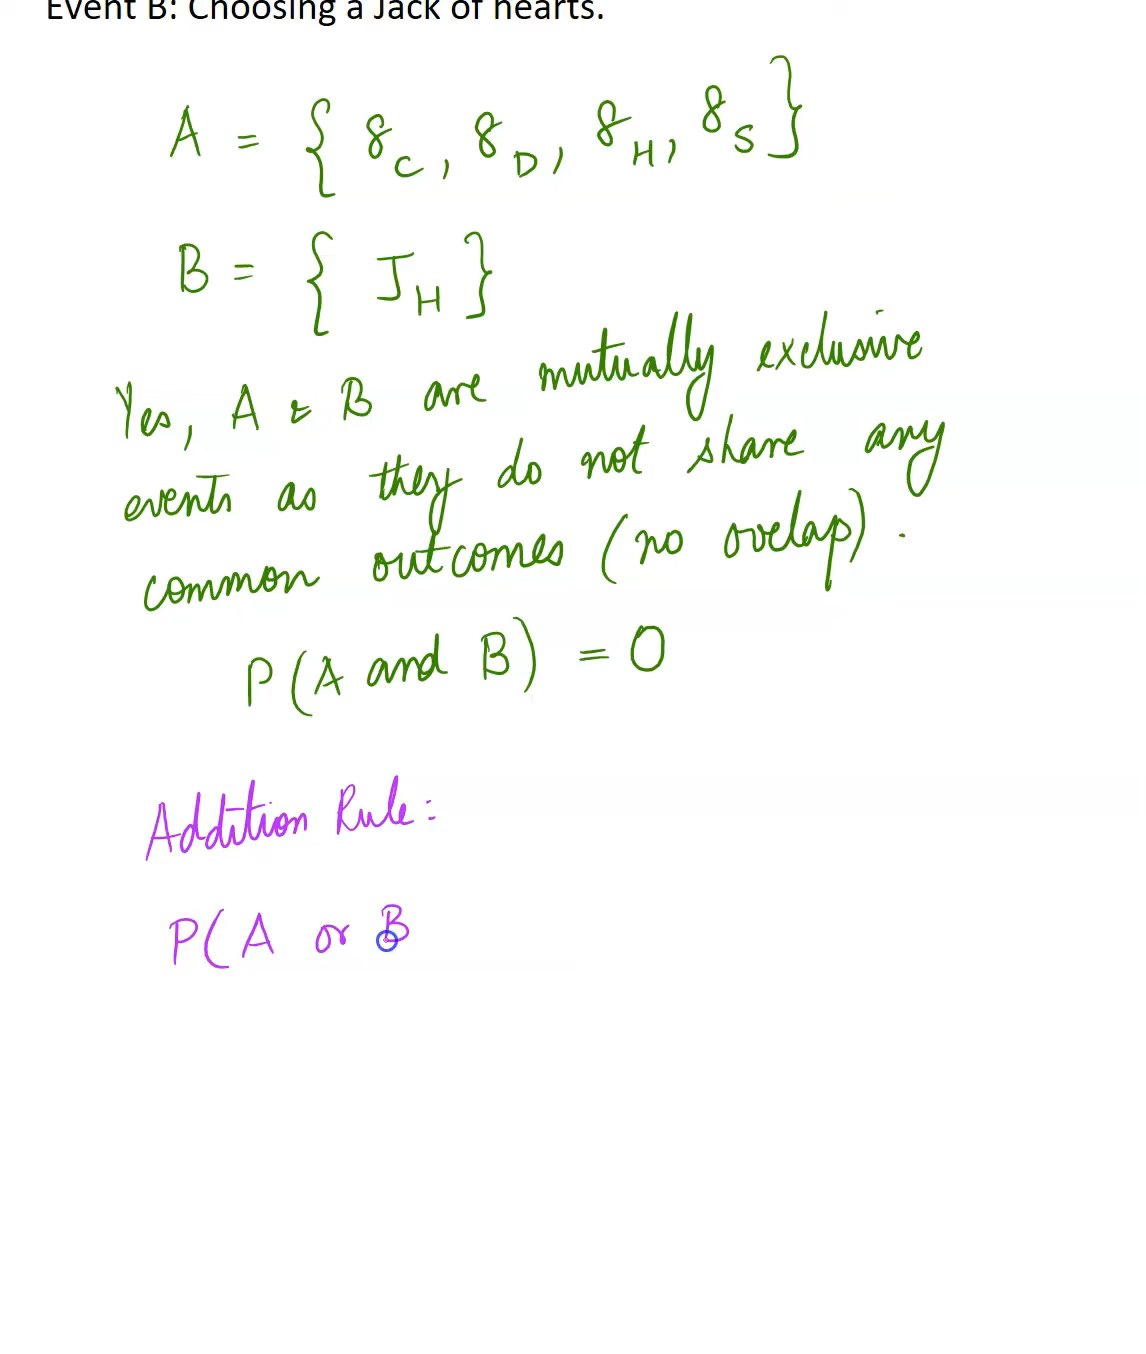 Event B: Choosing a Jack of hearts.
A = { 8C, 8D, 8H, 8S }
B = { JH }
Yes, A & B are mutually exclusive
events as they do not share any
common outcomes (no ovelap).
P(A and B) = 0
Addition Rule:
P(A or B